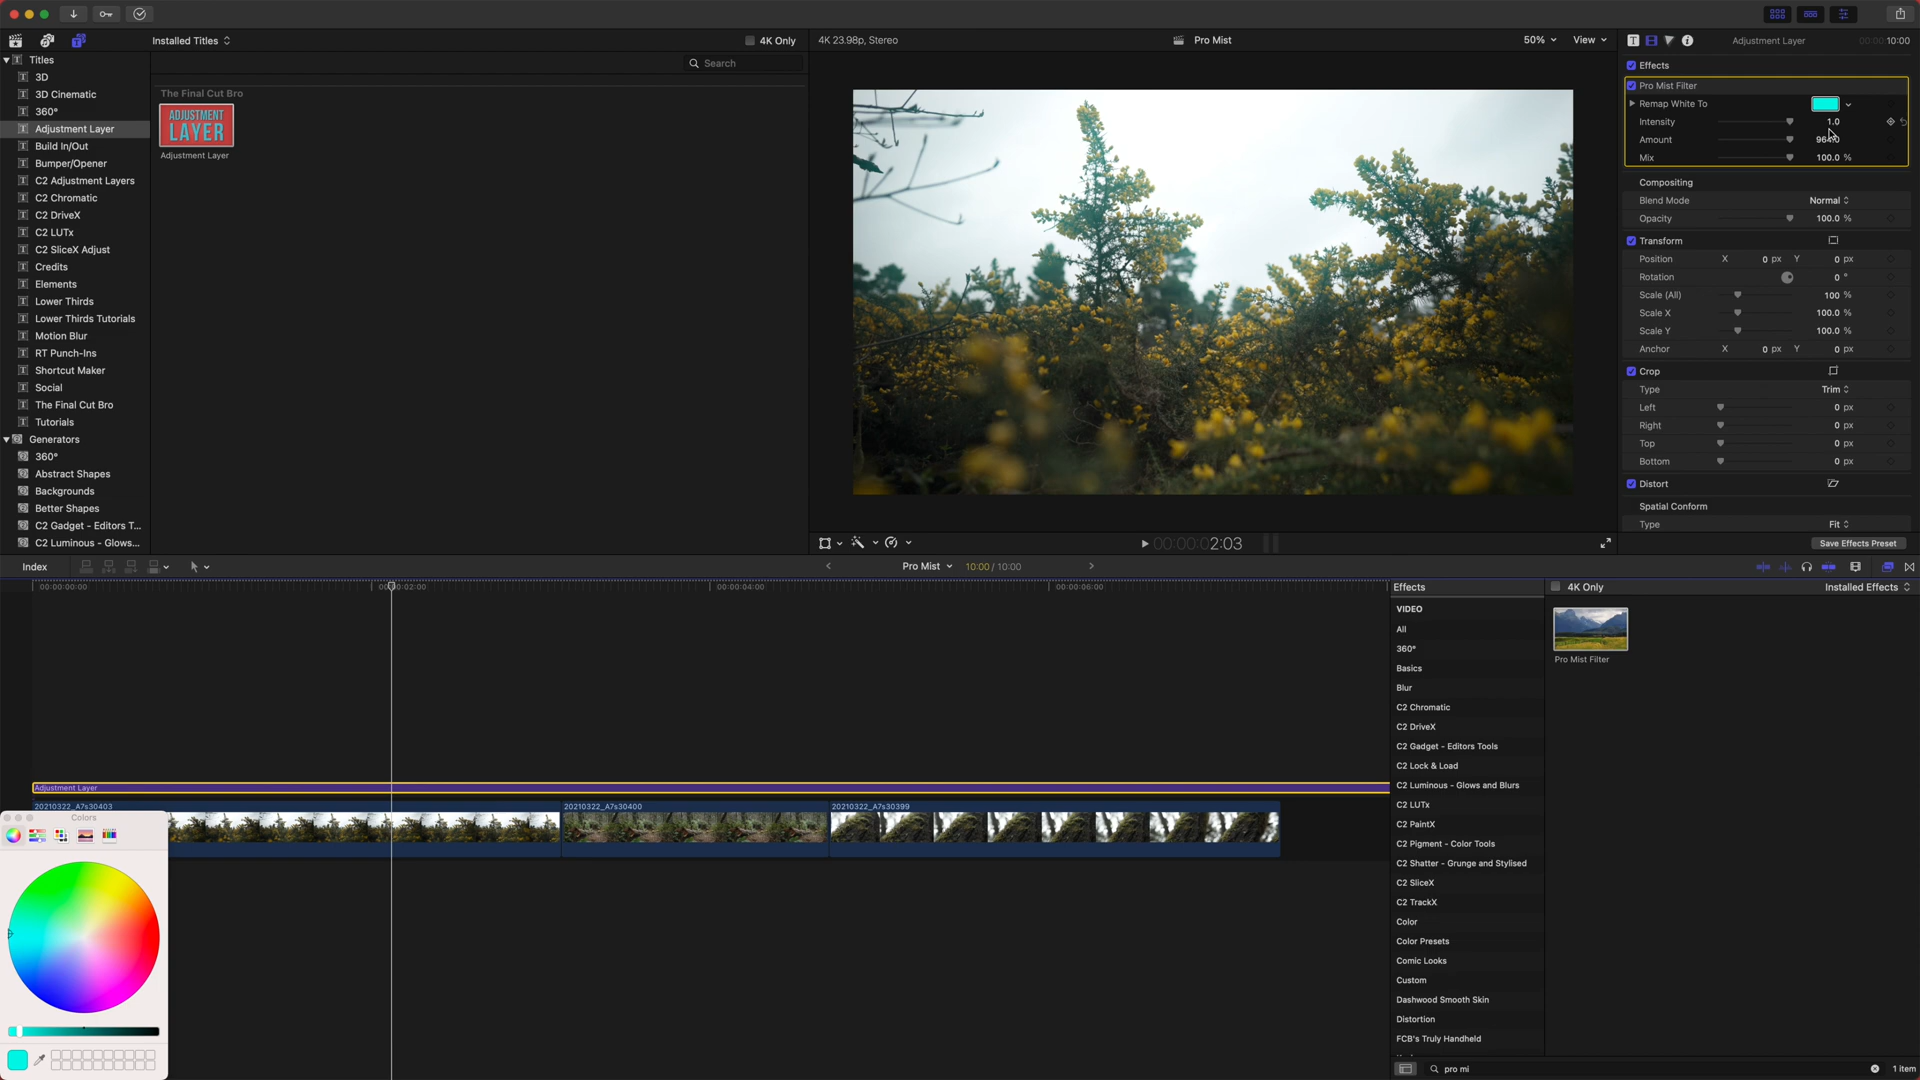 Installed Titles
4K Only
4K 23.98p, Stereo
Pro Mist
50%
View
Adjustment Layer
00:00:10:00
Titles
3D
3D Cinematic
360°
Adjustment Layer
Build In/Out
Bumper/Opener
C2 Adjustment Layers
C2 Chromatic
C2 DriveX
C2 LUTx
C2 SliceX Adjust
Credits
Elements
Lower Thirds
Lower Thirds Tutorials
Motion Blur
RT Punch-Ins
Shortcut Maker
Social
The Final Cut Bro
Tutorials
Generators
360°
Abstract Shapes
Backgrounds
Better Shapes
C2 Gadget - Editors T...
C2 Luminous - Glows...
Search
The Final Cut Bro
ADJUSTMENT
LAYER
Adjustment Layer
00:00:00:02:03
Effects
Pro Mist Filter
Remap White To
Intensity 1.0
Amount
Mix 100.0 %
Compositing
Blend Mode Normal
Opacity 100.0 %
Transform
Position X 0 px Y 0 px
Rotation 0 °
Scale (All) 100 %
Scale X 100.0 %
Scale Y 100.0 %
Anchor X 0 px Y 0 px
Crop
Type Trim
Left 0 px
Right 0 px
Top 0 px
Bottom 0 px
Distort
Spatial Conform
Type Fit
Save Effects Preset
Index
Pro Mist
10:00 / 10:00
00:00:00:00
00:00:04:00
00:00:06:00
Adjustment Layer
20210322_A7s30403
20210322_A7s30400
20210322_A7s30399
Colors
Effects
4K Only
Installed Effects
VIDEO
All
360°
Basics
Blur
C2 Chromatic
C2 DriveX
C2 Gadget - Editors Tools
C2 Lock & Load
C2 Luminous - Glows and Blurs
C2 LUTx
C2 PaintX
C2 Pigment - Color Tools
C2 Shatter - Grunge and Stylised
C2 SliceX
C2 TrackX
Color
Color Presets
Comic Looks
Custom
Dashwood Smooth Skin
Distortion
FCB's Truly Handheld
Pro Mist Filter
pro mi
1 item